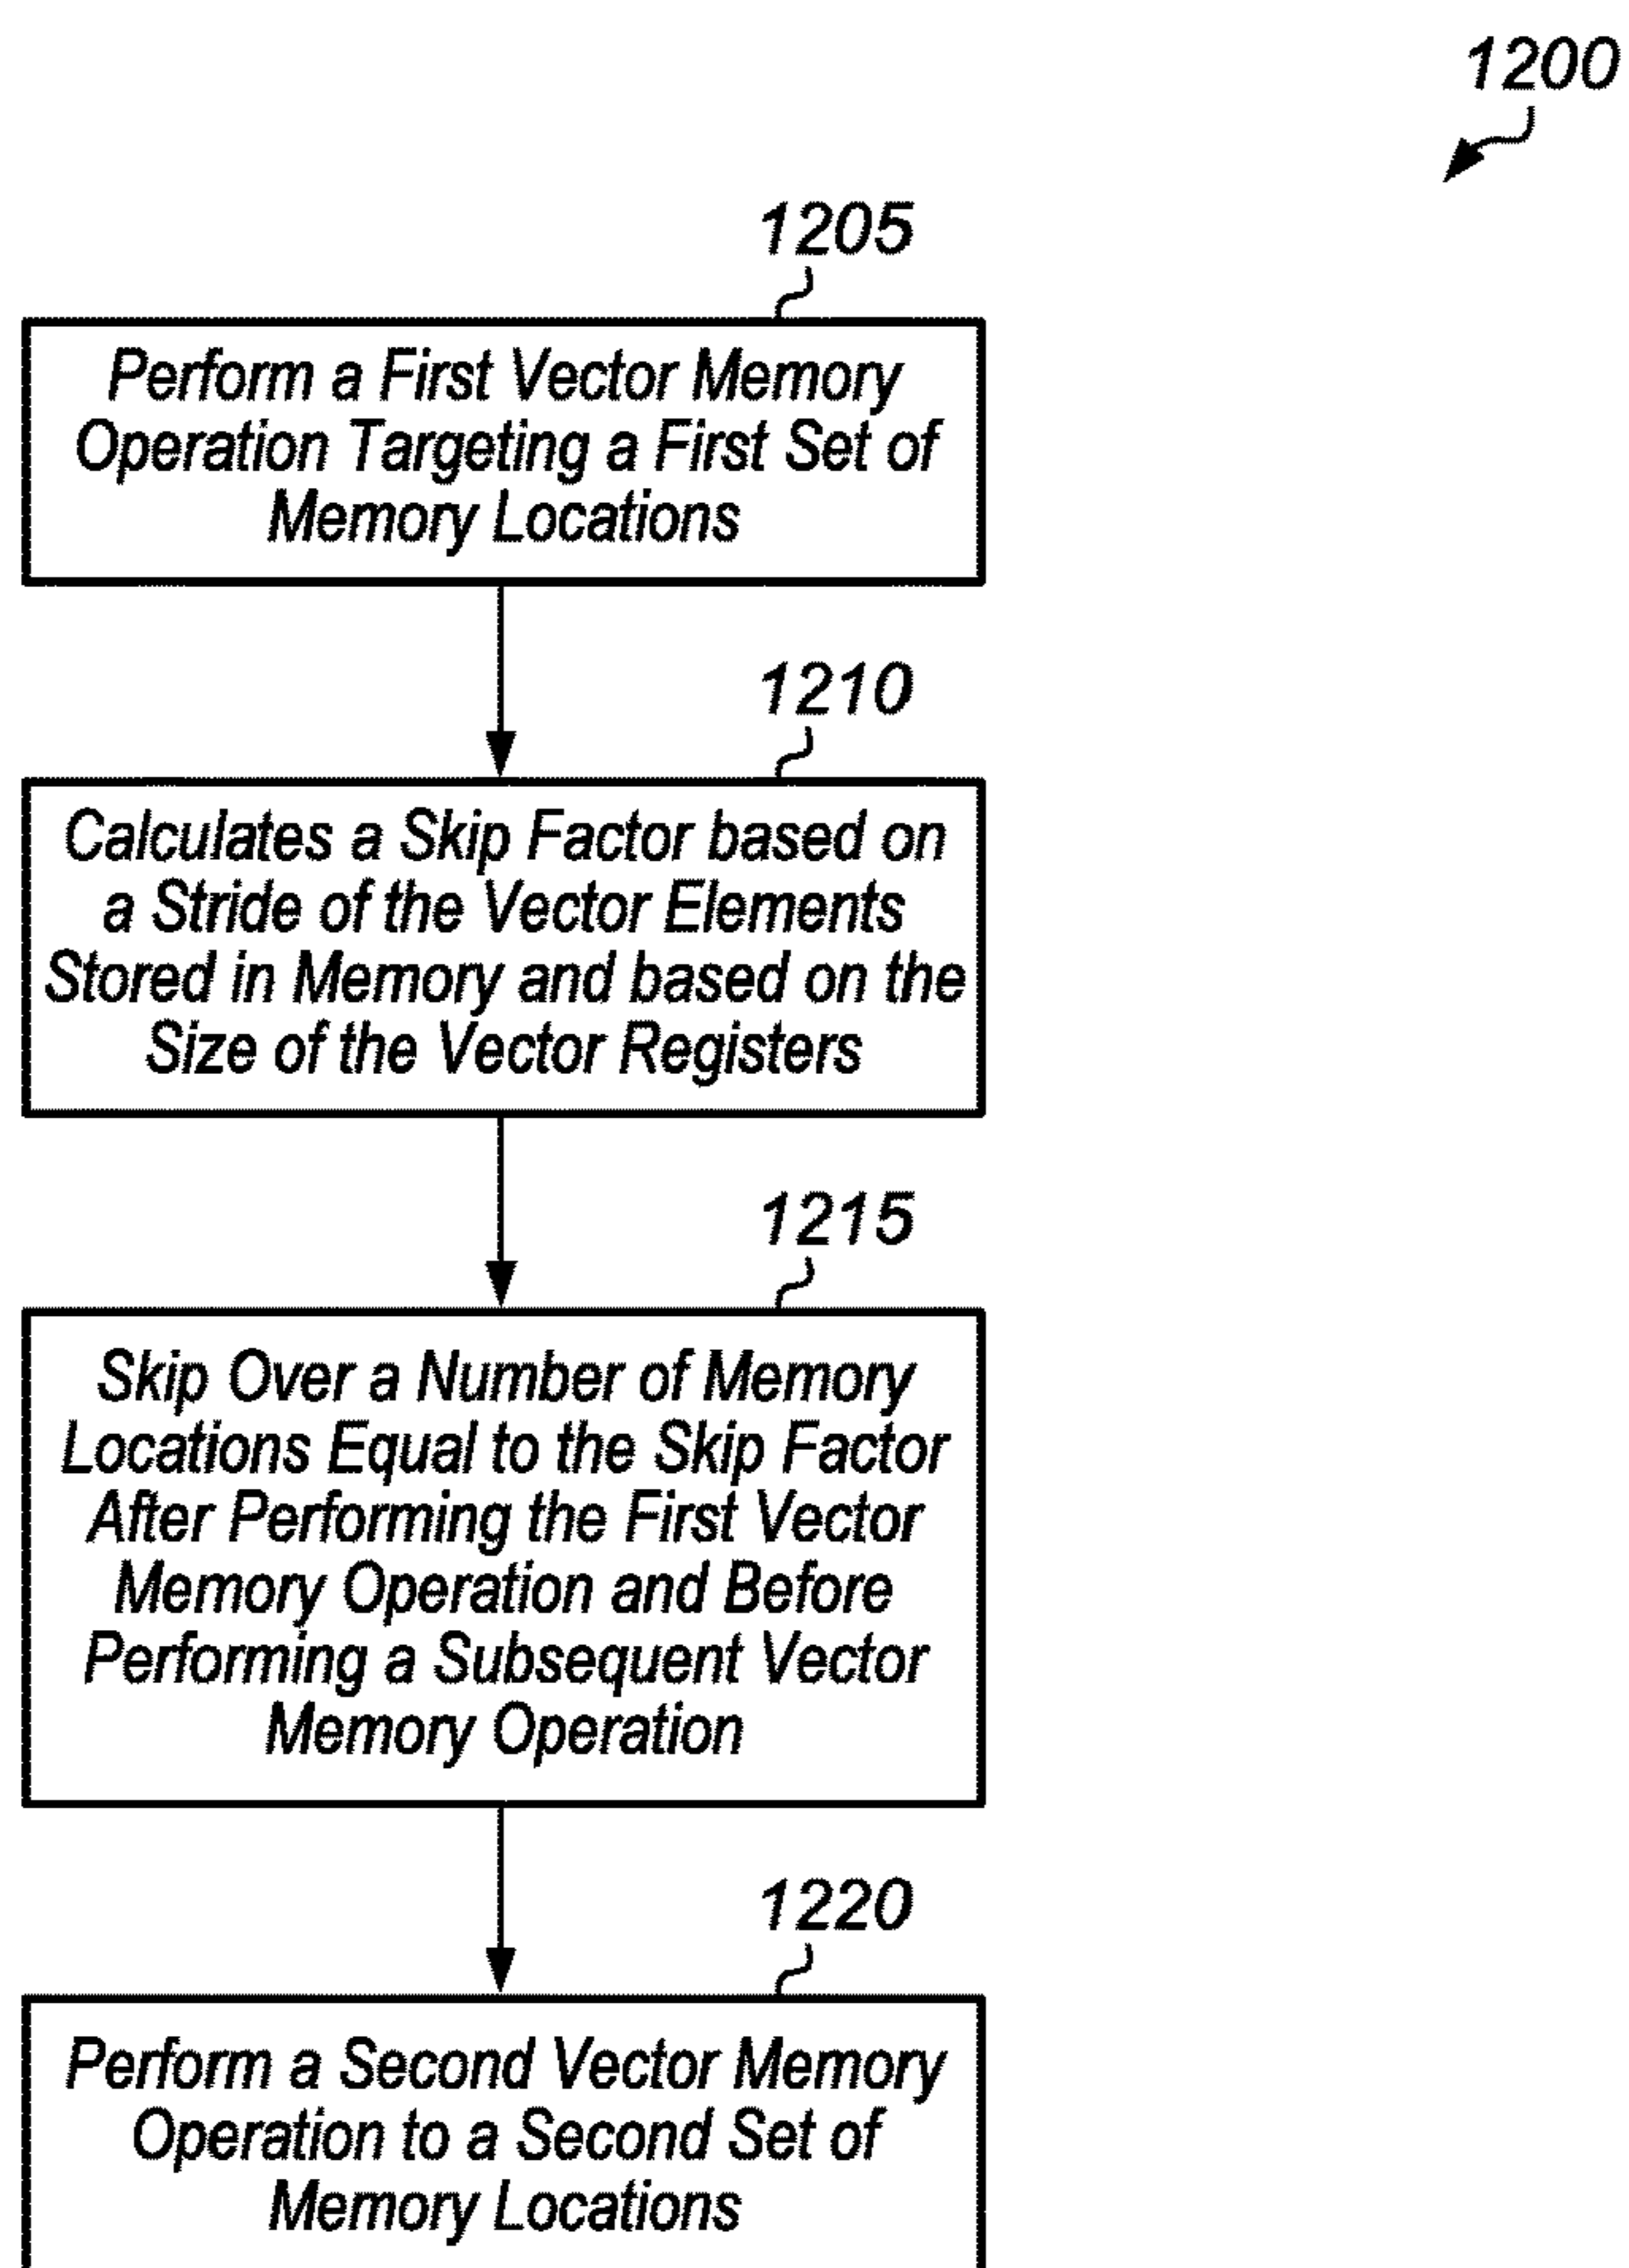 1200
1205
Perform a First Vector Memory
Operation Targeting a First Set of
Memory Locations
1210
Calculates a Skip Factor based on
a Stride of the Vector Elements
Stored in Memory and based on the
Size of the Vector Registers
1215
Skip Over a Number of Memory
Locations Equal to the Skip Factor
After Performing the First Vector
Memory Operation and Before
Performing a Subsequent Vector
Memory Operation
1220
Perform a Second Vector Memory
Operation to a Second Set of
Memory Locations